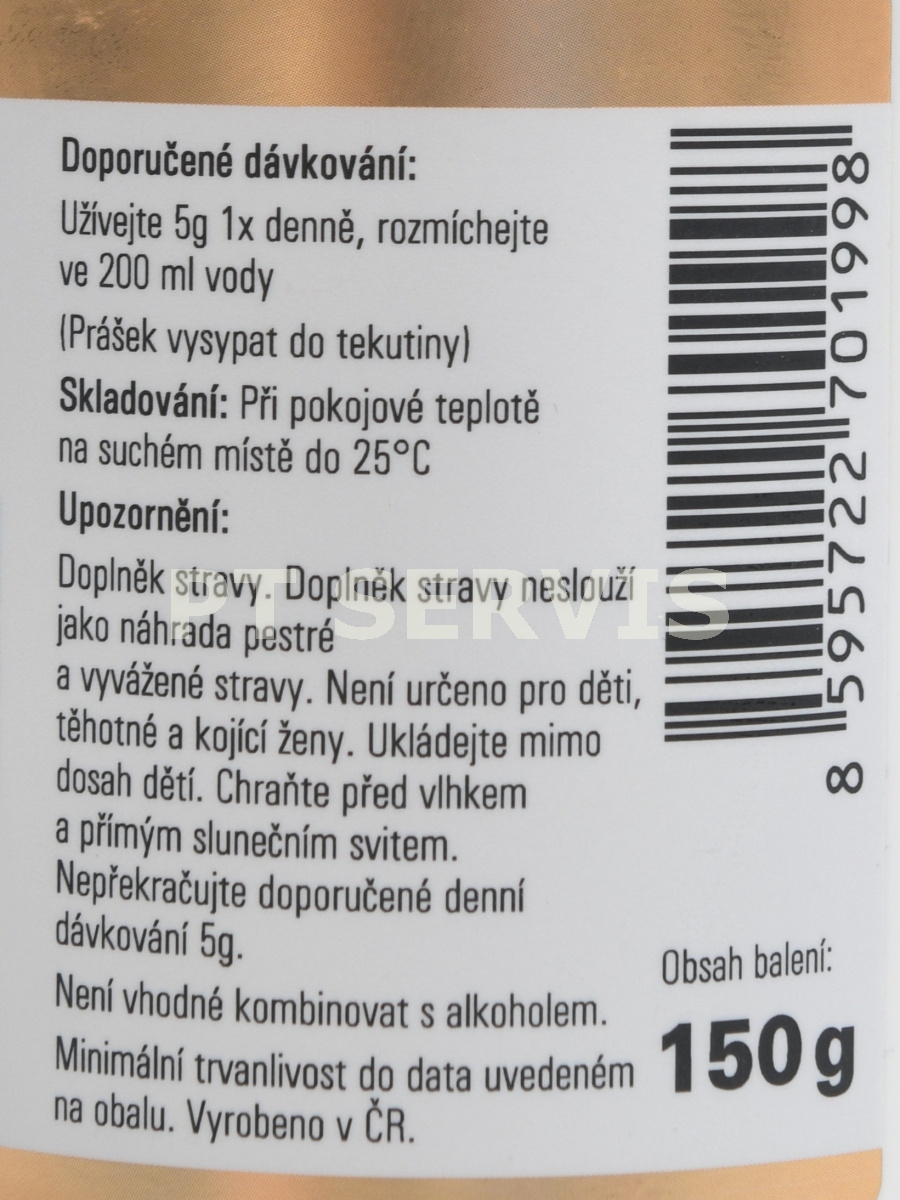 Doporučené dávkování:
Užívejte 5g 1x denně, rozmíchejte
ve 200 ml vody
(Prášek vysypat do tekutiny)
Skladování: Při pokojové teplotě
na suchém místě do 25°C
Upozornění:
Doplněk stravy. Doplněk stravy neslouží
jako náhrada pestré
a vyvážené stravy. Není určeno pro děti,
těhotné a kojící ženy. Ukládejte mimo
dosah dětí. Chraňte před vlhkem
a přímým slunečním svitem.
Nepřekračujte doporučené denní
dávkování 5g.
Není vhodné kombinovat s alkoholem.
Minimální trvanlivost do data uvedeném
na obalu. Vyrobeno v ČR.
8 595722 701998
Obsah balení:
150 g
PT SERVIS